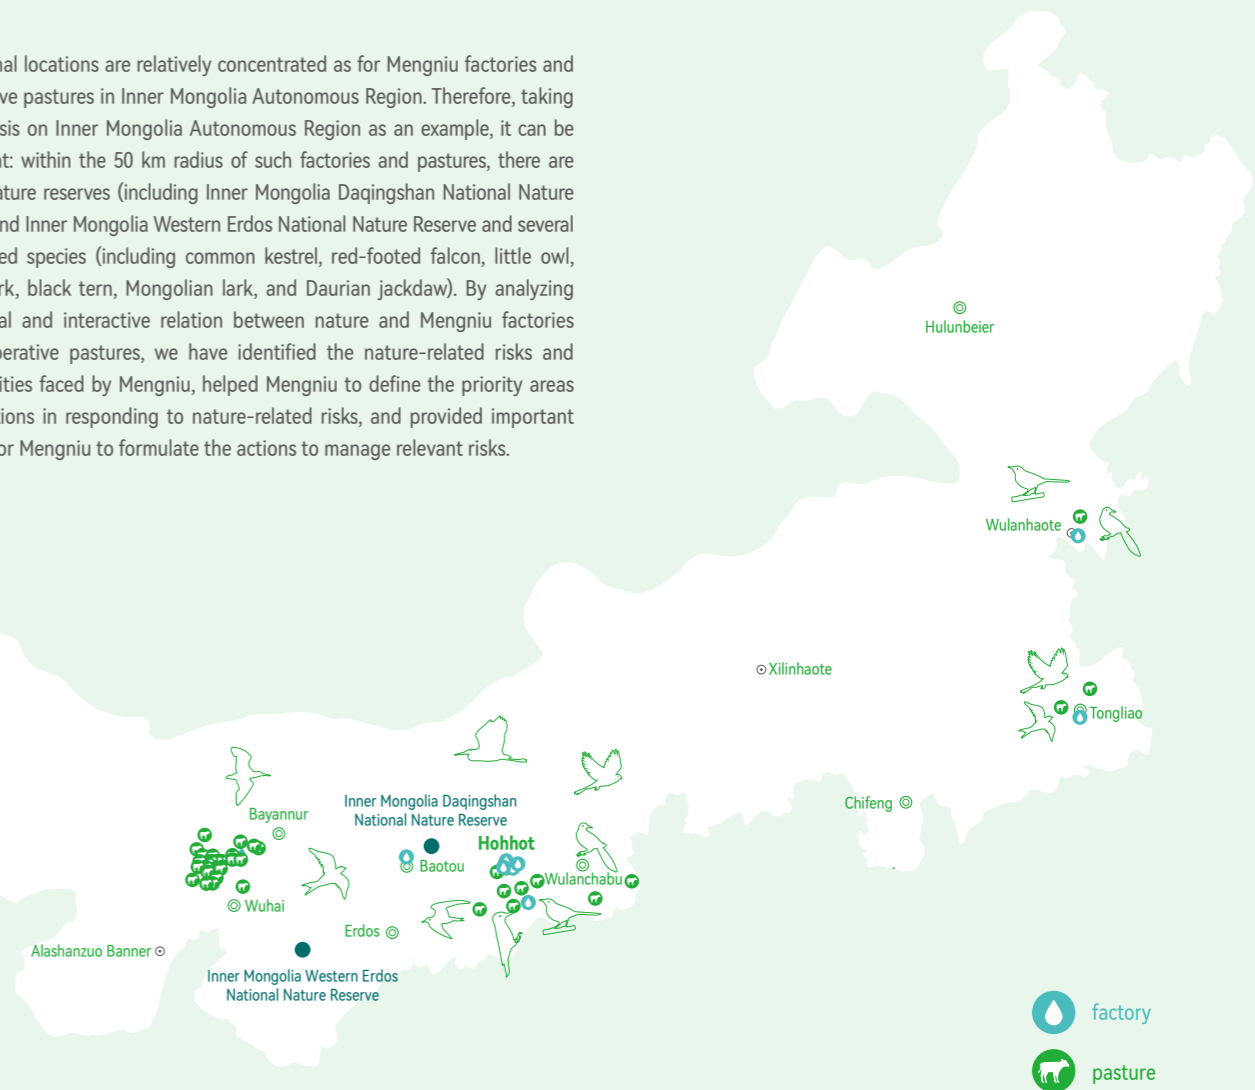 nal locations are relatively concentrated as for Mengniu factories and
ve pastures in Inner Mongolia Autonomous Region. Therefore, taking
sis on Inner Mongolia Autonomous Region as an example, it can be
t: within the 50 km radius of such factories and pastures, there are
ature reserves (including Inner Mongolia Daqingshan National Nature
nd Inner Mongolia Western Erdos National Nature Reserve and several
ed species (including common kestrel, red-footed falcon, little owl,
rk, black tern, Mongolian lark, and Daurian jackdaw). By analyzing
al and interactive relation between nature and Mengniu factories
perative pastures, we have identified the nature-related risks and
ities faced by Mengniu, helped Mengniu to define the priority areas
tions in responding to nature-related risks, and provided important
or Mengniu to formulate the actions to manage relevant risks.
Hulunbeier
Wulanhaote
Xilinhaote
Tongliao
Chifeng
Inner Mongolia Daqingshan
National Nature Reserve
Bayannur
Hohhot
Baotou
Wulanchabu
Wuhai
Erdos
Alashanzuo Banner
Inner Mongolia Western Erdos
National Nature Reserve
factory
pasture